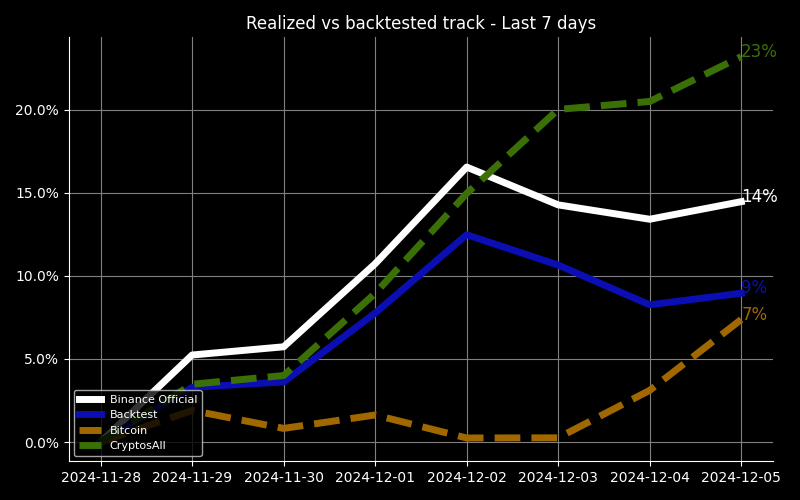 Realized vs backtested track - Last 7 days
23%
20.0%
15.0%
14%
10.0%
9%
7%
5.0%
0.0%
Binance Official
Backtest
Bitcoin
CryptosAll
2024-11-28 2024-11-29 2024-11-30 2024-12-01 2024-12-02 2024-12-03 2024-12-04 2024-12-05